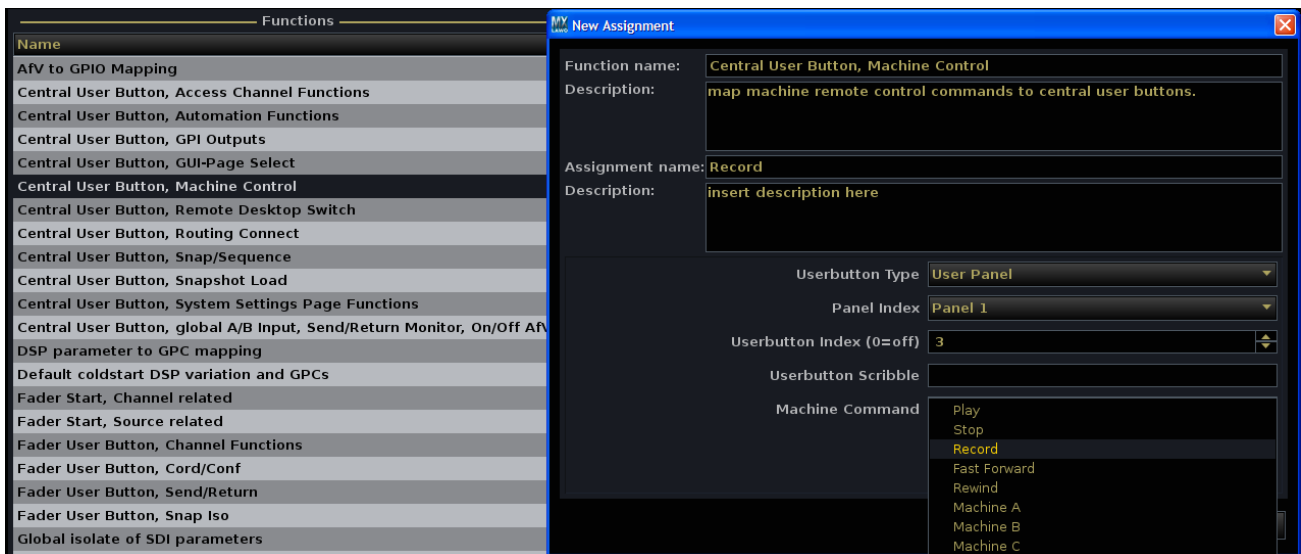 Functions
Name
AfV to GPIO Mapping
Central User Button, Access Channel Functions
Central User Button, Automation Functions
Central User Button, GPI Outputs
Central User Button, GUI-Page Select
Central User Button, Machine Control
Central User Button, Remote Desktop Switch
Central User Button, Routing Connect
Central User Button, Snap/Sequence
Central User Button, Snapshot Load
Central User Button, System Settings Page Functions
Central User Button, global A/B Input, Send/Return Monitor, On/Off
DSP parameter to GPC mapping
Default coldstart DSP variation and GPCs
Fader Start, Channel related
Fader Start, Source related
Fader User Button, Channel Functions
Fader User Button, Cord/Conf
Fader User Button, Send/Return
Fader User Button, Snap Iso
Global isolate of SDI parameters
MX LAWO New Assignment
Function name: Central User Button, Machine Control
Description: map machine remote control commands to central user buttons.
Assignment name: Record
Description: insert description here
Userbutton Type User Panel
Panel Index Panel 1
Userbutton Index (0=off) 3
Userbutton Scribble
Machine Command
Play
Stop
Record
Fast Forward
Rewind
Machine A
Machine B
Machine C